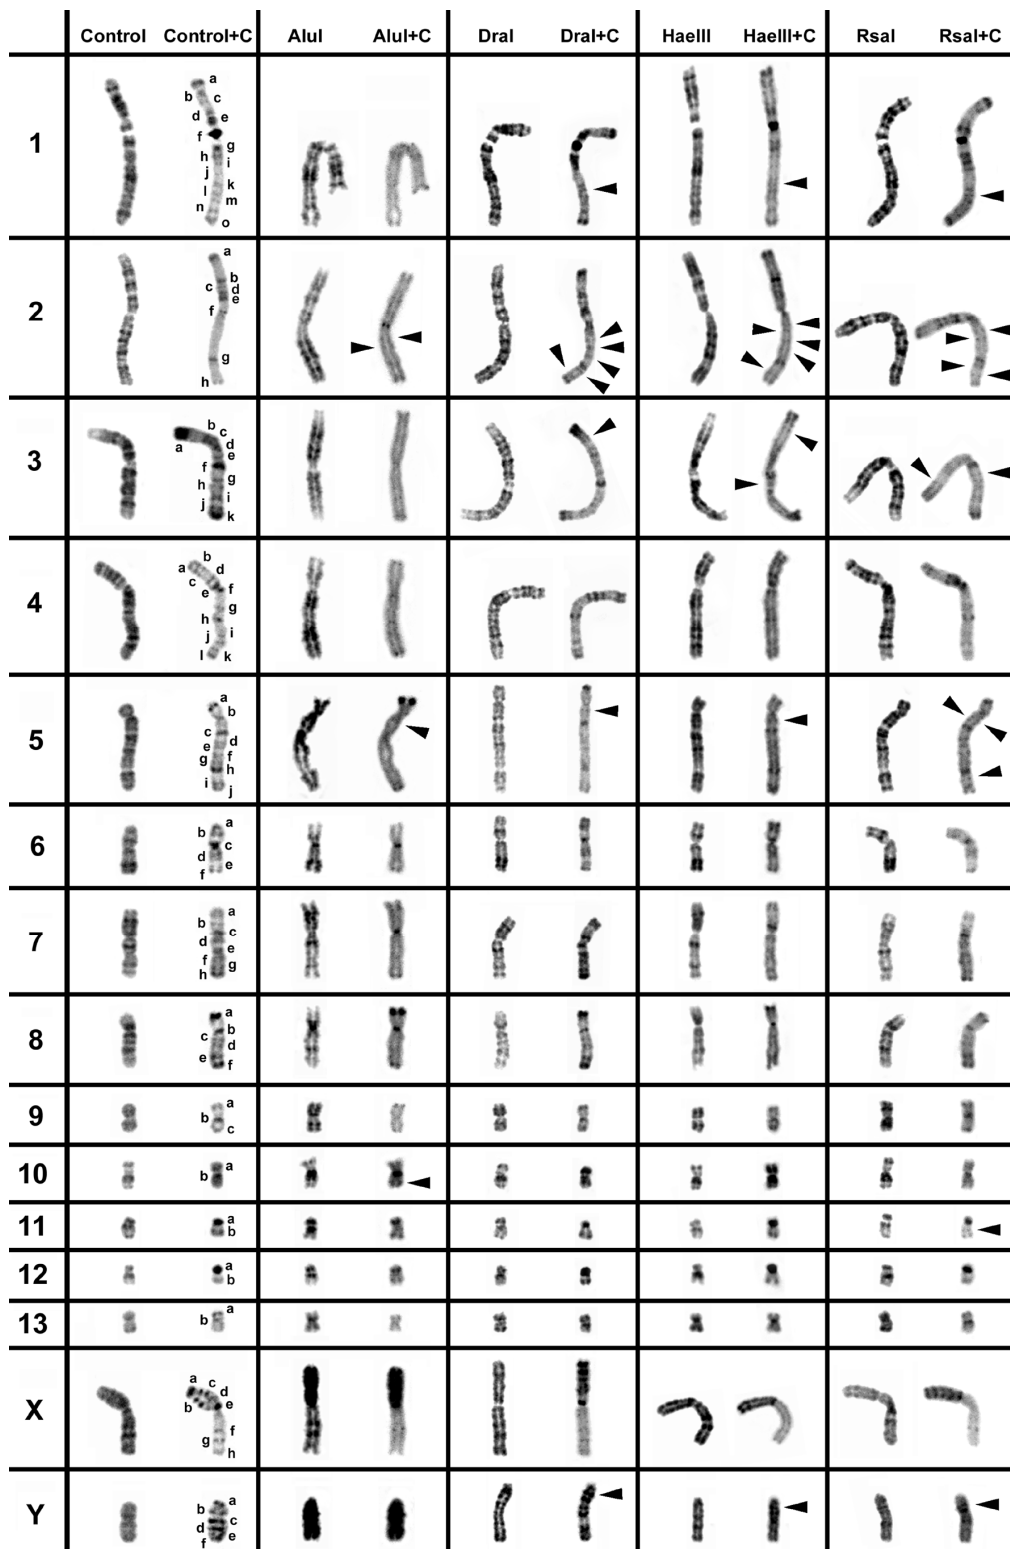 Control Control+C AluI AluI+C DraI DraI+C HaeIII HaeIII+C RsaI RsaI+C
1
a
b c
d e
f
g
h i
j
l k
n m
o
2
a
b
c d
e
f
g
h
3
b c
a d
e
f
g
h
i
j
k
4
b
a d
c
e f
g
h
i
j
l k
5
a
b
c
d
e
g f
h
i
j
6
a
b
c
d
e
f
7
a
b
c
d
e
f
g
h
8
a
b
c
d
e
f
9
a
b
c
10
a
b
11
a
b
12
a
b
13
a
b
X
a c
d
b e
f
g
h
Y
a
b
c
d
e
f